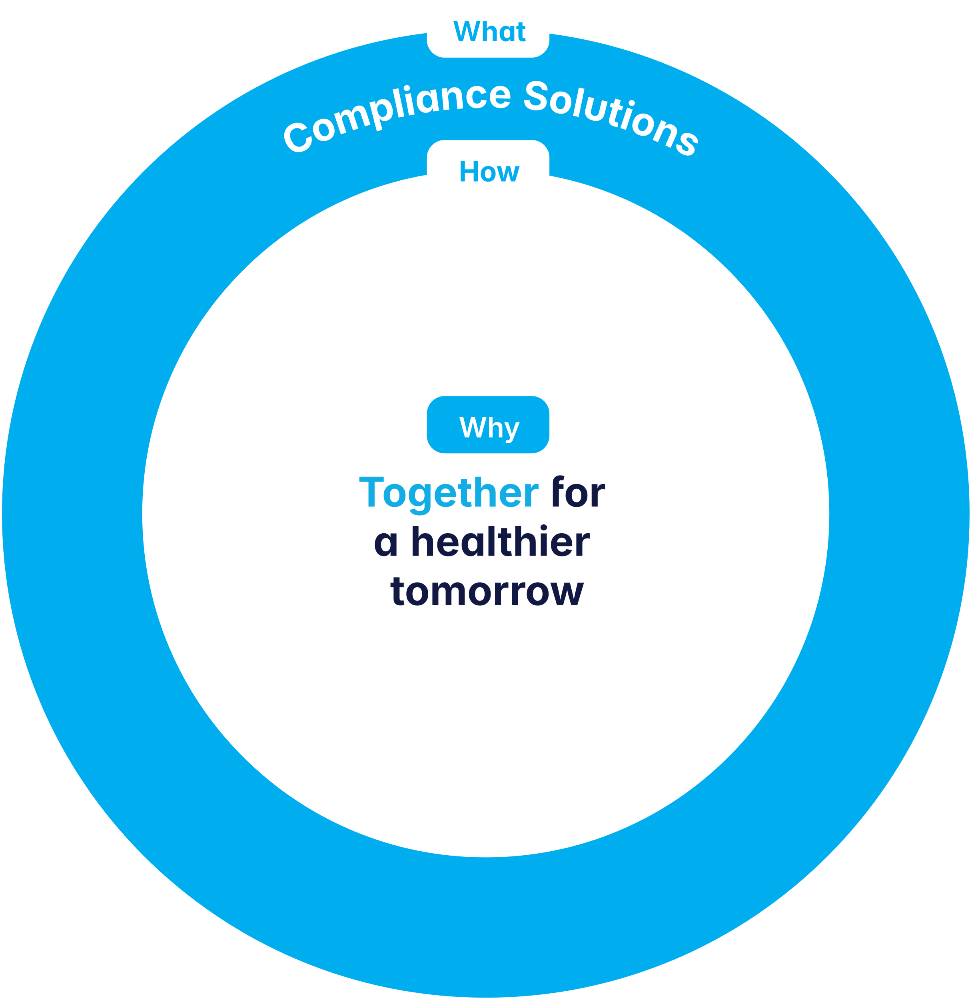 What
Compliance Solutions
How
Why
Together for
a healthier
tomorrow